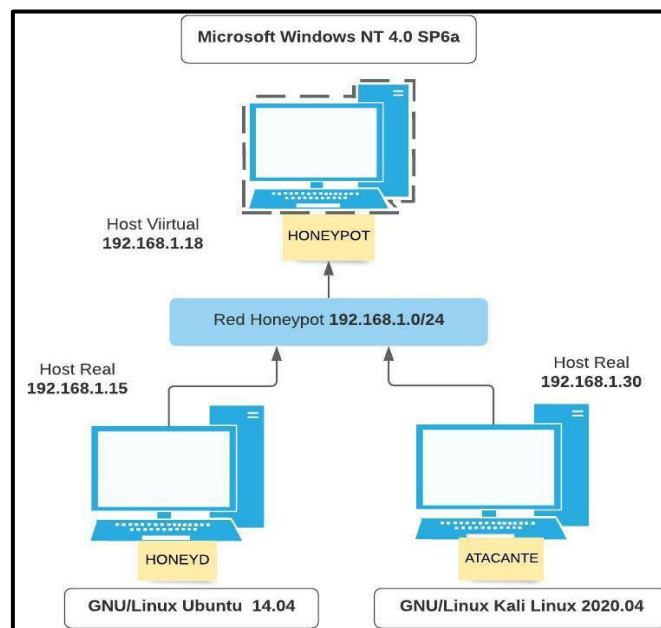 Microsoft Windows NT 4.0 SP6a
Host Viirtual
192.168.1.18
HONEYPOT
Red Honeypot 192.168.1.0/24
Host Real
192.168.1.15
Host Real
192.168.1.30
HONEYD
ATACANTE
GNU/Linux Ubuntu 14.04
GNU/Linux Kali Linux 2020.04